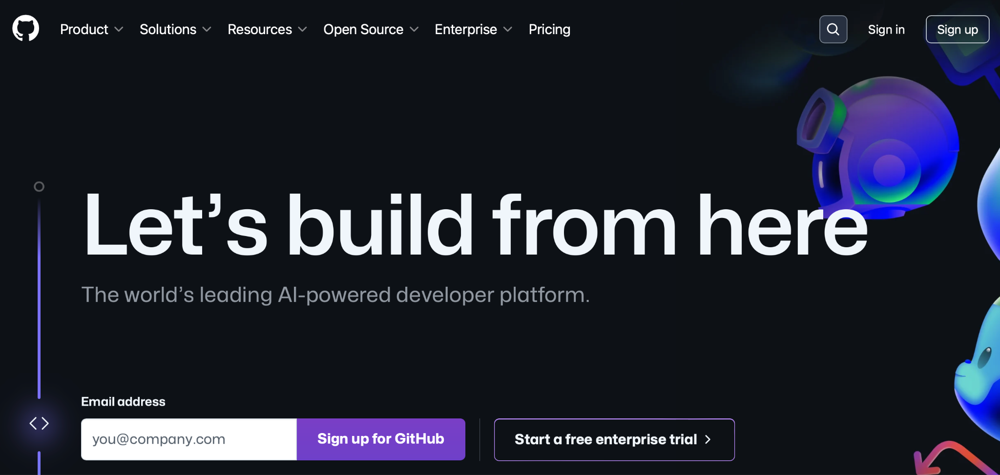 Product Solutions Resources Open Source Enterprise Pricing Sign in Sign up
Let’s build from here
The world’s leading AI-powered developer platform.
Email address
you@company.com Sign up for GitHub Start a free enterprise trial